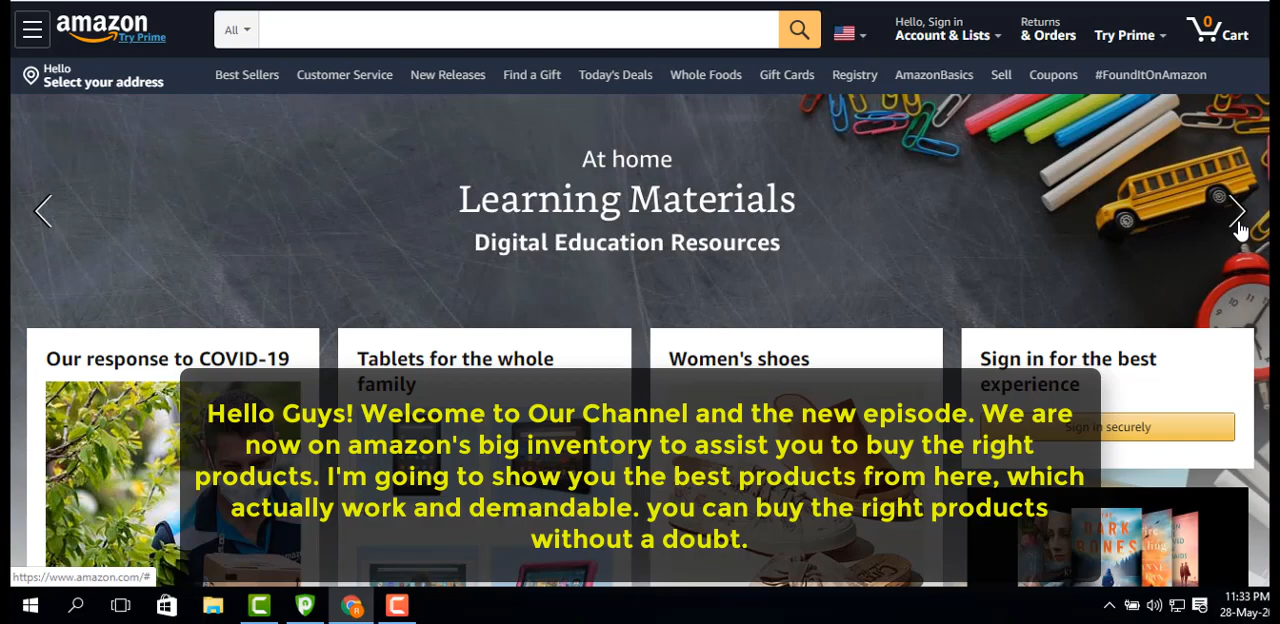 amazon
Try Prime
All
Hello, Sign in
Account & Lists
Returns
& Orders
Try Prime
0
Cart
Hello
Select your address
Best Sellers
Customer Service
New Releases
Find a Gift
Today's Deals
Whole Foods
Gift Cards
Registry
AmazonBasics
Sell
Coupons
#FoundItOnAmazon
At home
Learning Materials
Digital Education Resources
Our response to COVID-19
Tablets for the whole
family
Women's shoes
Sign in for the best
experience
Sign in securely
Hello Guys! Welcome to Our Channel and the new episode. We are
now on amazon's big inventory to assist you to buy the right
products. I'm going to show you the best products from here, which
actually work and demandable. you can buy the right products
without a doubt.
THE
DARK
BONES
https://www.amazon.com/#
11:33 PM